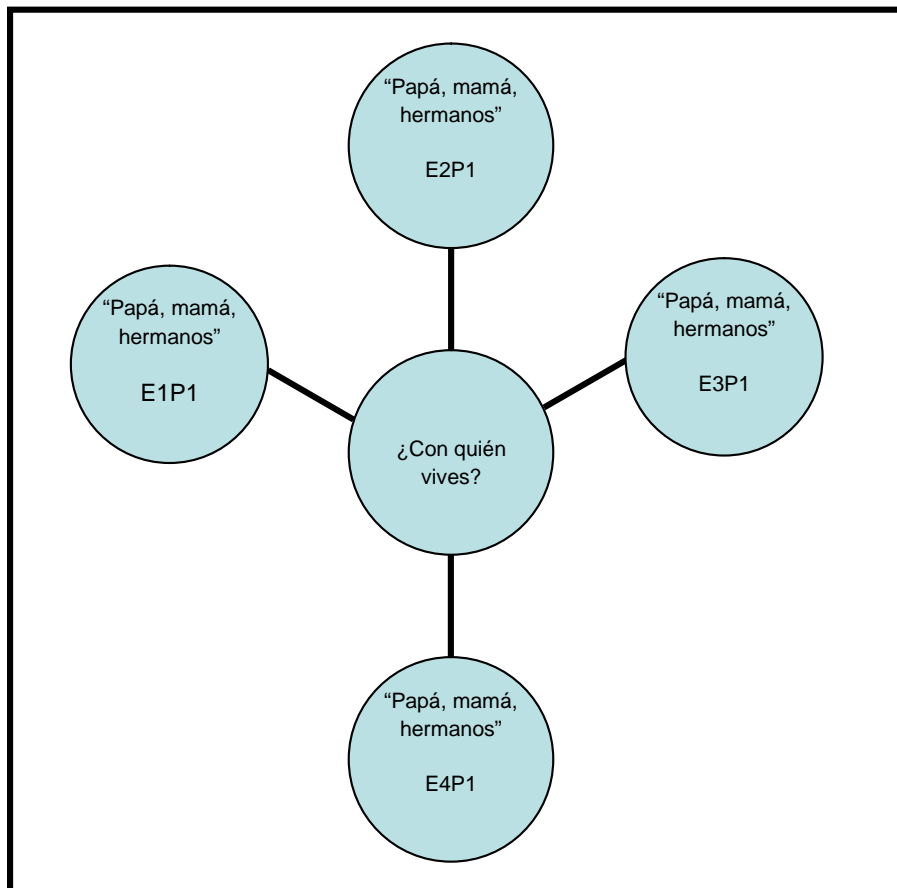 “Papá, mamá,
hermanos”
E2P1
“Papá, mamá,
hermanos”
E1P1
“Papá, mamá,
hermanos”
E3P1
¿Con quién
vives?
“Papá, mamá,
hermanos”
E4P1